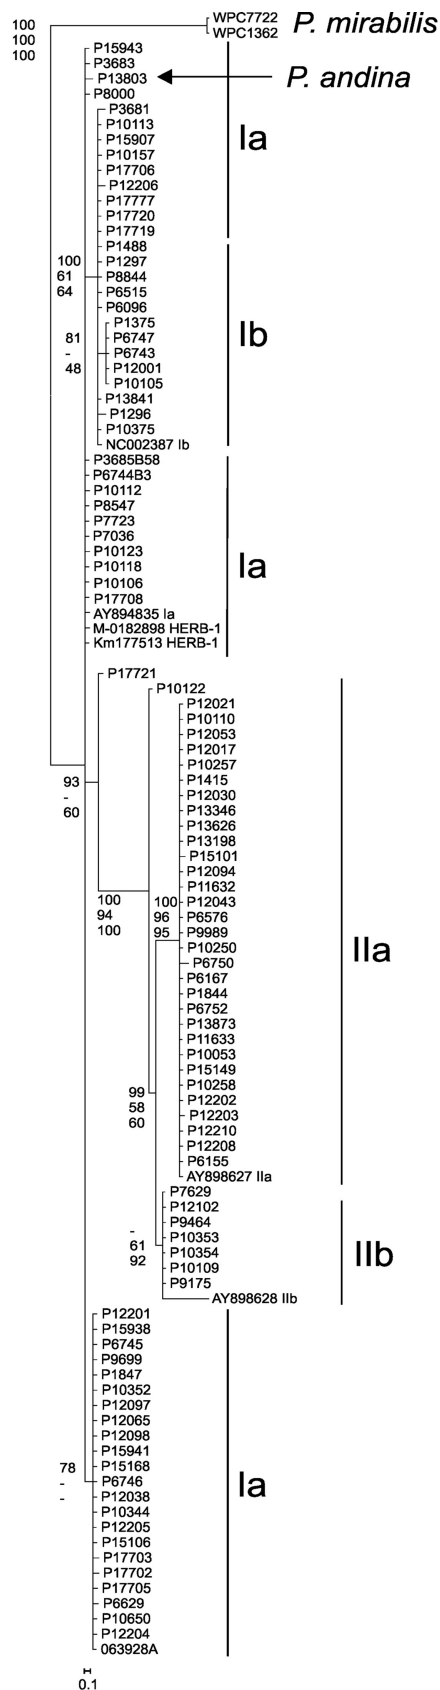 100
100
100
WPC7722
WPC1362
P. mirabilis
P15943
P3683
P13803
P. andina
P8000
Ia
P3681
P10113
P15907
P10157
P17706
P12206
P17777
P17720
P17719
100
61
64
Ib
P1488
P1297
P8844
P6515
P6096
81
-
48
P1375
P6747
P6743
P12001
P10105
P13841
P1296
P10375
NC002387 Ib
Ia
P3685B58
P6744B3
P10112
P8547
P7723
P7036
P10123
P10118
P10106
P17708
AY894835 Ia
M-0182898 HERB-1
Km177513 HERB-1
93
-
60
P17721
100
94
100
P10122
99
58
60
100
96
95
IIa
P12021
P10110
P12053
P12017
P10257
P1415
P12030
P13346
P13626
P13198
P15101
P12094
P11632
P12043
P6576
P9989
P10250
P6750
P6167
P1844
P6752
P13873
P11633
P10053
P15149
P10258
P12202
P12203
P12210
P12208
P6155
AY898627 IIa
-
61
92
IIb
P7629
P12102
P9464
P10353
P10354
P10109
P9175
AY898628 IIb
78
-
-
Ia
P12201
P15938
P6745
P9699
P1847
P10352
P12097
P12065
P12098
P15941
P15168
P6746
P12038
P10344
P12205
P15106
P17703
P17702
P17705
P6629
P10650
P12204
063928A
0.1